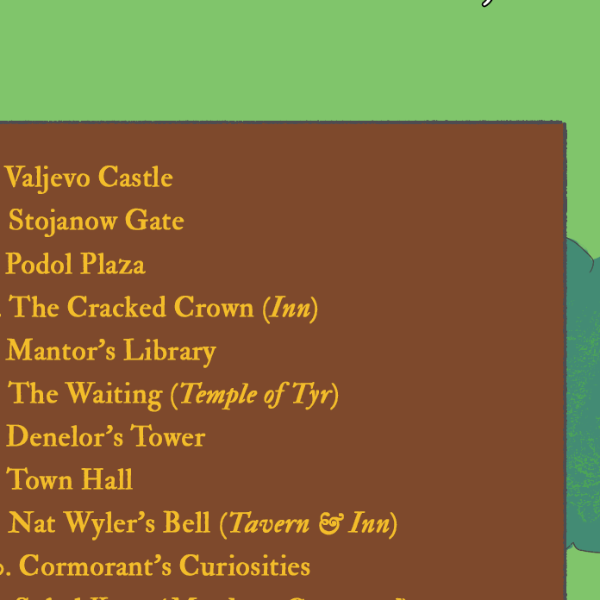 Valjevo Castle
Stojanow Gate
Podol Plaza
The Cracked Crown (Inn)
Mantor's Library
The Waiting (Temple of Tyr)
Denelor's Tower
Town Hall
Nat Wyler's Bell (Tavern & Inn)
. Cormorant's Curiosities